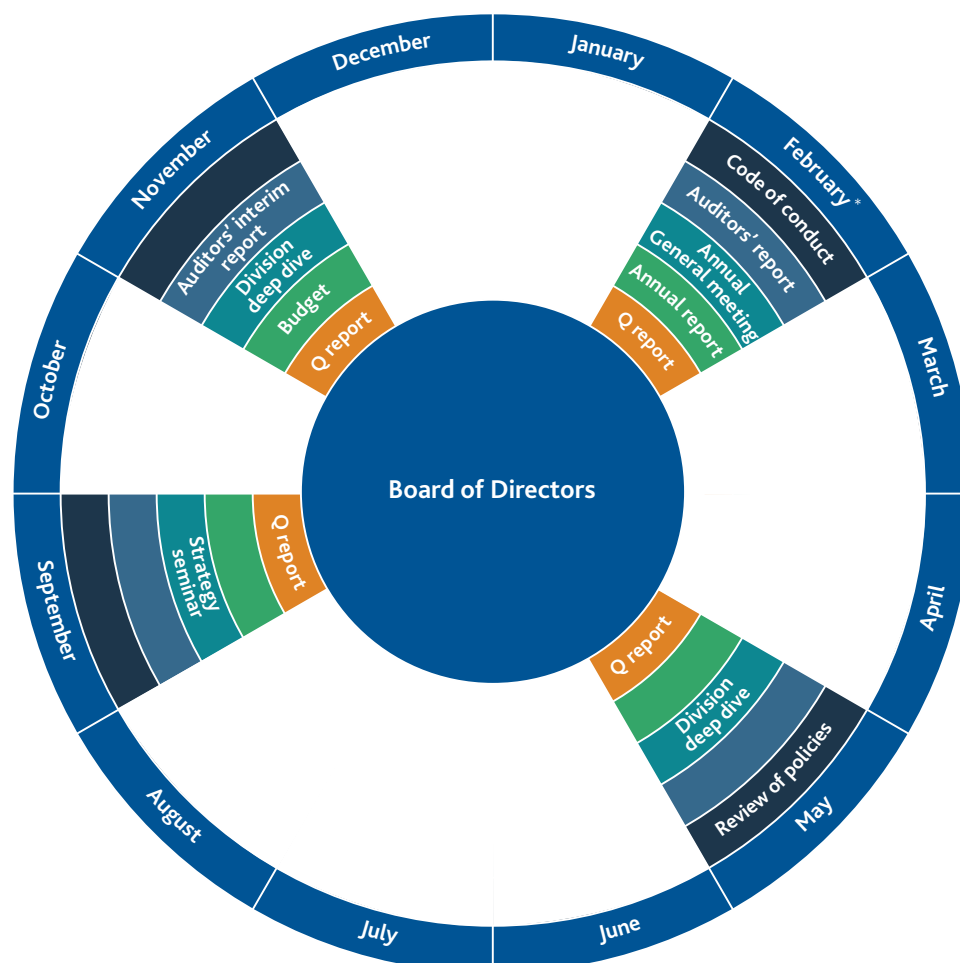 December
January
November
February *
Code of conduct
Auditors' report
Annual
General meeting
Annual report
Q report
Auditors' interim
report
Division
deep dive
Budget
Q report
October
March
Board of Directors
September
Strategy
seminar
Q report
April
Q report
Division
deep dive
Review of policies
May
August
July
June